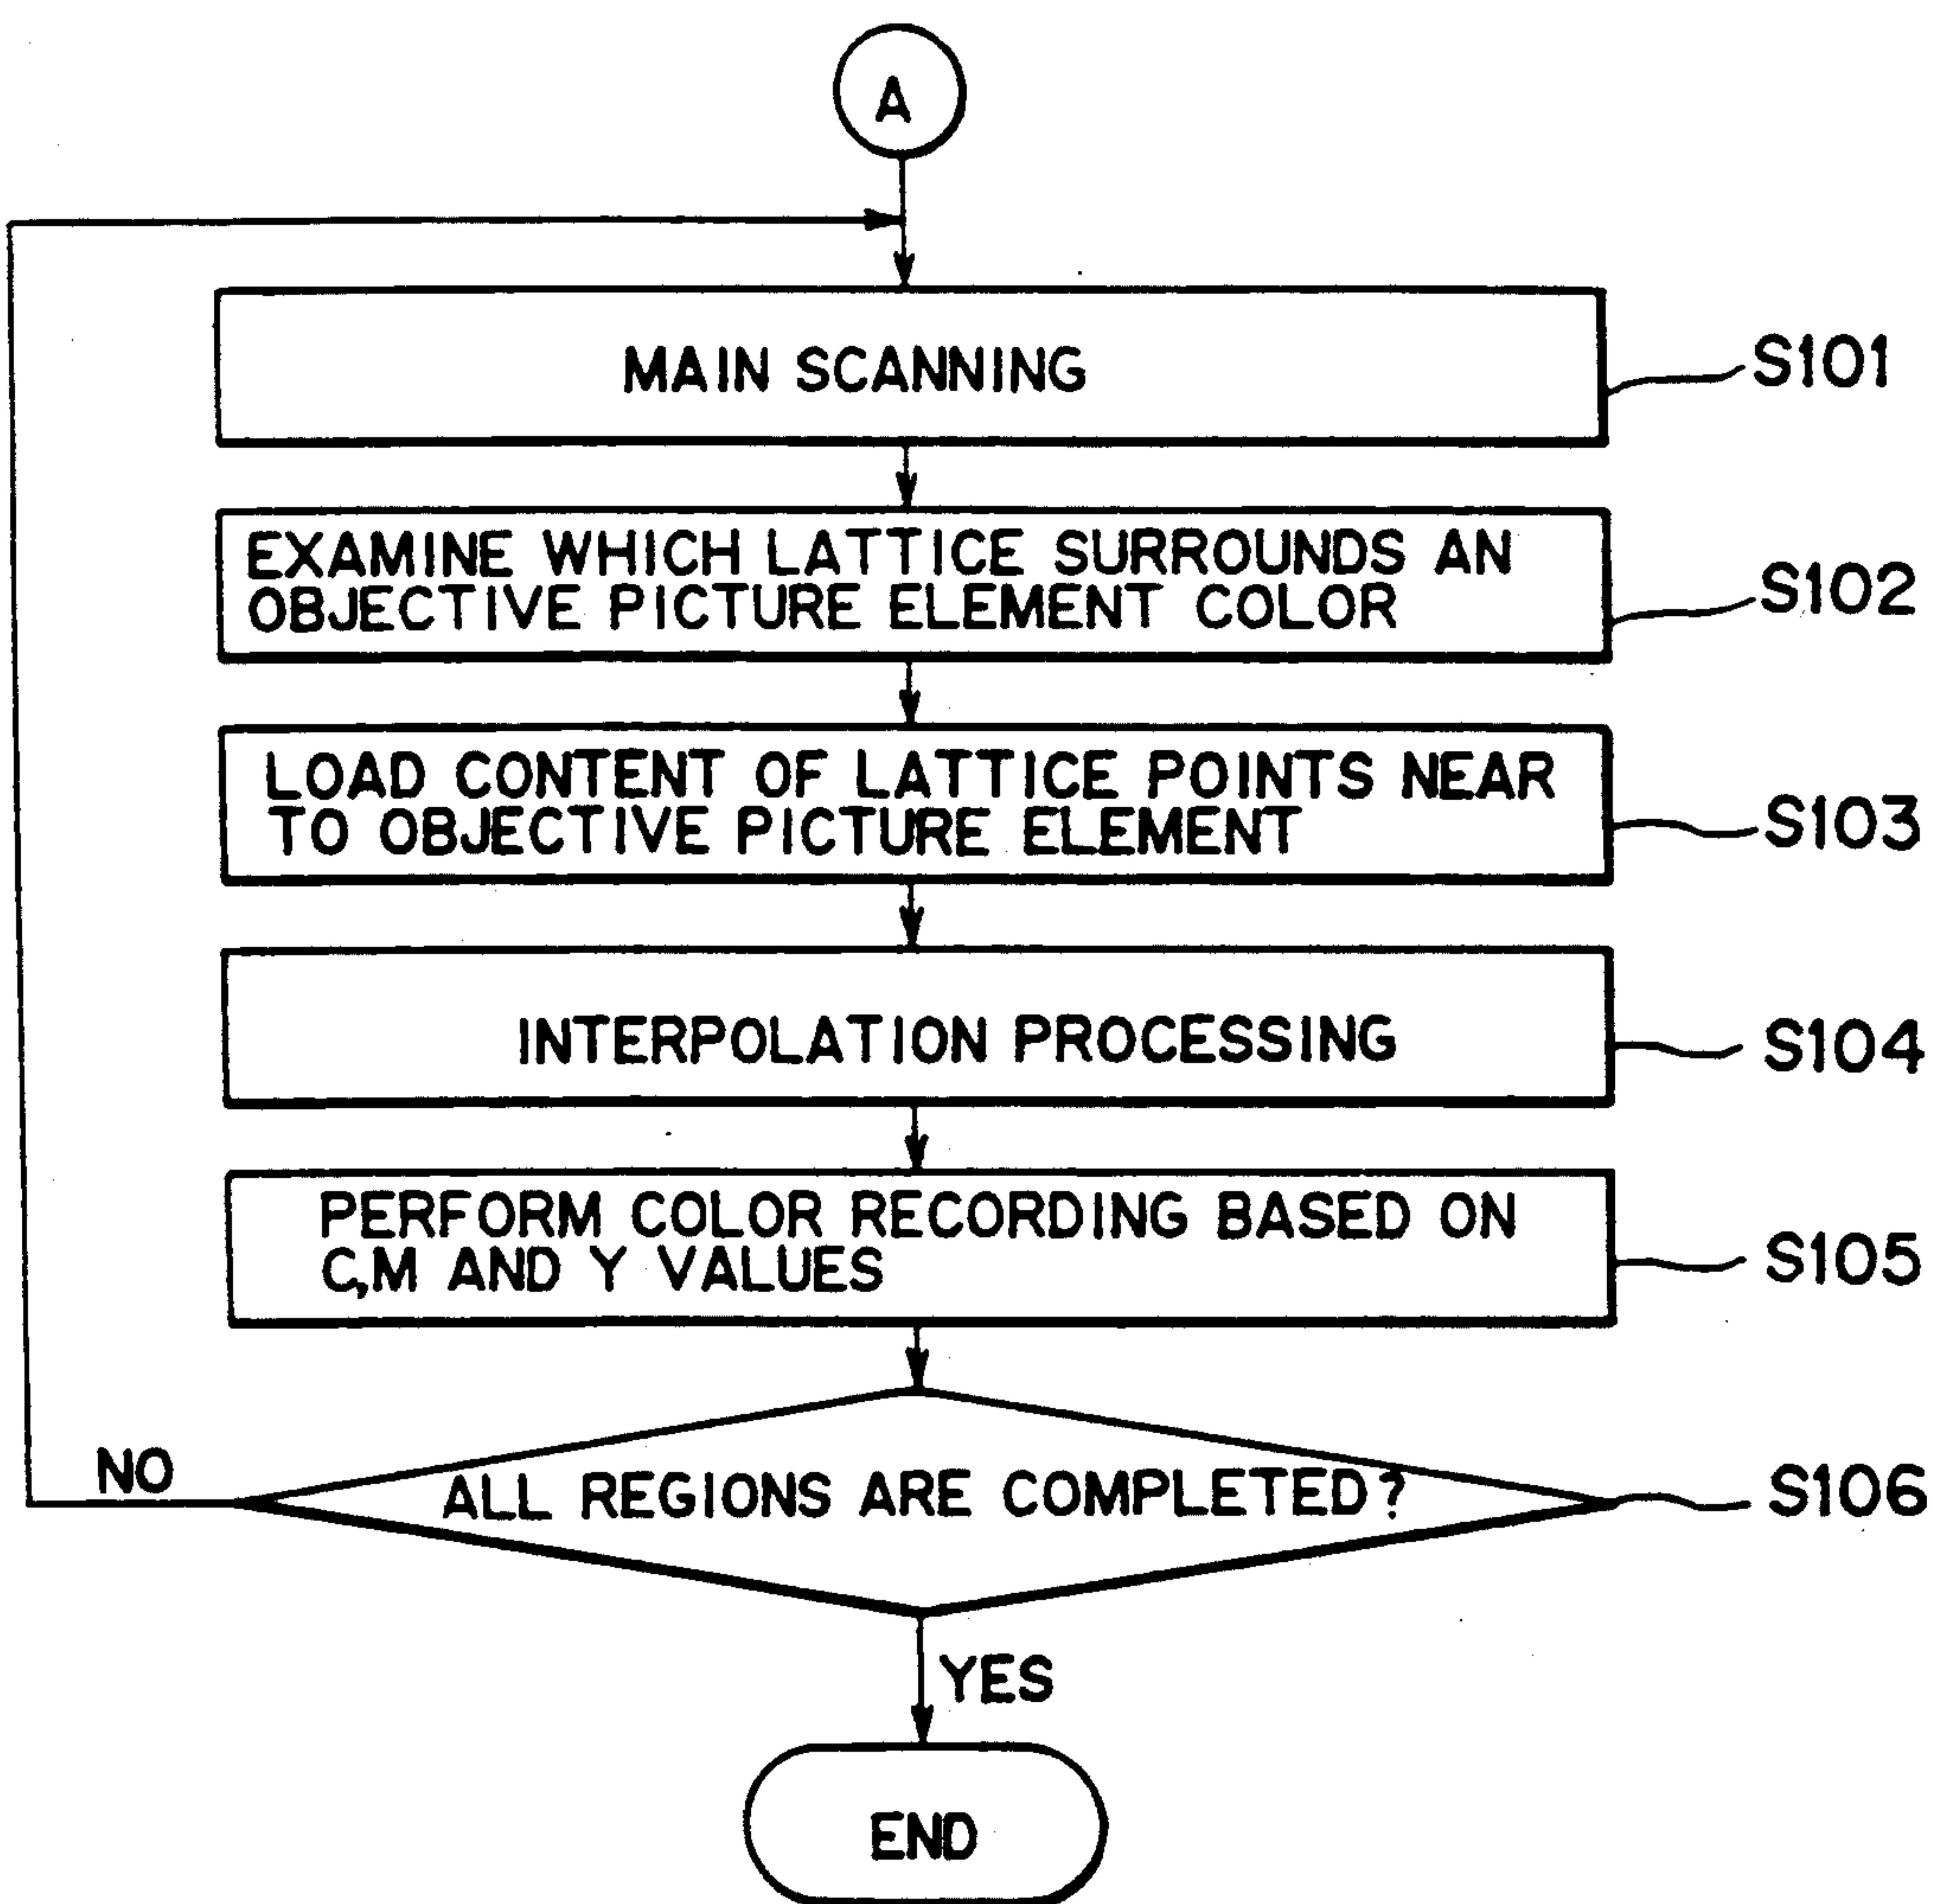 A
MAIN SCANNING
S101
EXAMINE WHICH LATTICE SURROUNDS AN
OBJECTIVE PICTURE ELEMENT COLOR
S102
LOAD CONTENT OF LATTICE POINTS NEAR
TO OBJECTIVE PICTURE ELEMENT
S103
INTERPOLATION PROCESSING
S104
PERFORM COLOR RECORDING BASED ON
C,M AND Y VALUES
S105
NO
ALL REGIONS ARE COMPLETED?
S106
YES
END